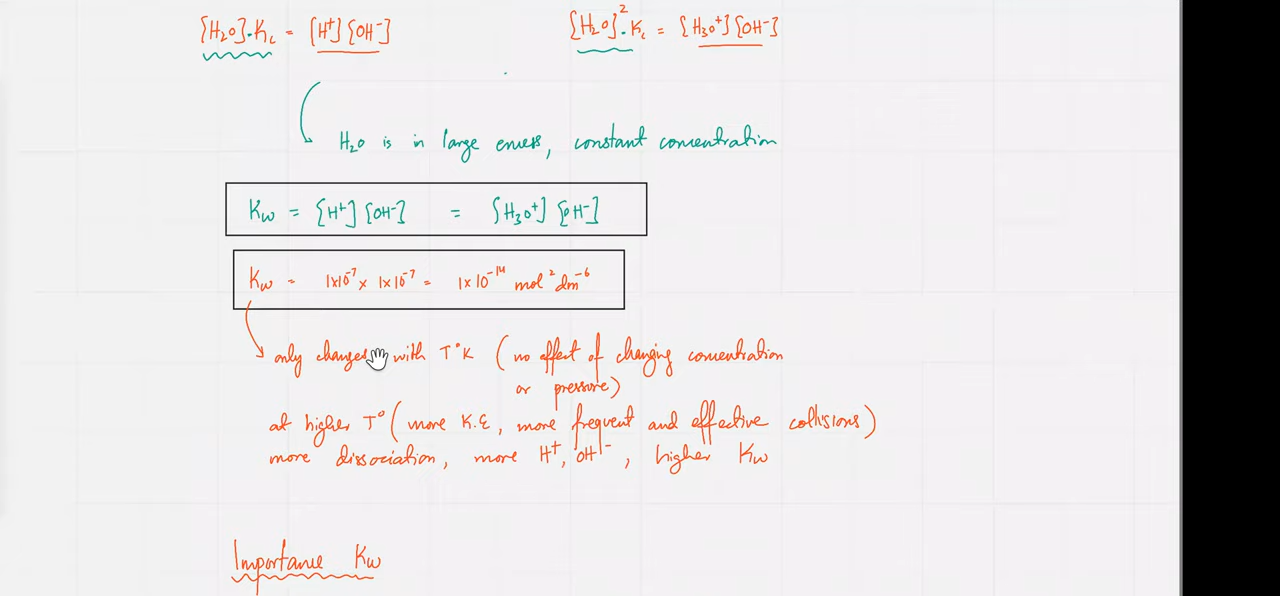 [H₂O]·Kc = [H⁺][OH⁻] [H₂O]²·Kc = [H₃O⁺][OH⁻]
H₂O is in large excess, constant concentration
Kw = [H⁺][OH⁻] = [H₃O⁺][OH⁻]
Kw = 1x10⁻⁷ x 1x10⁻⁷ = 1x10⁻¹⁴ mol² dm⁻⁶
only changes with T°K (no effect of changing concentration
or pressure)
at higher T° (more K.E, more frequent and effective collisions)
more dissociation, more H⁺, OH⁻, higher Kw
Importance Kw